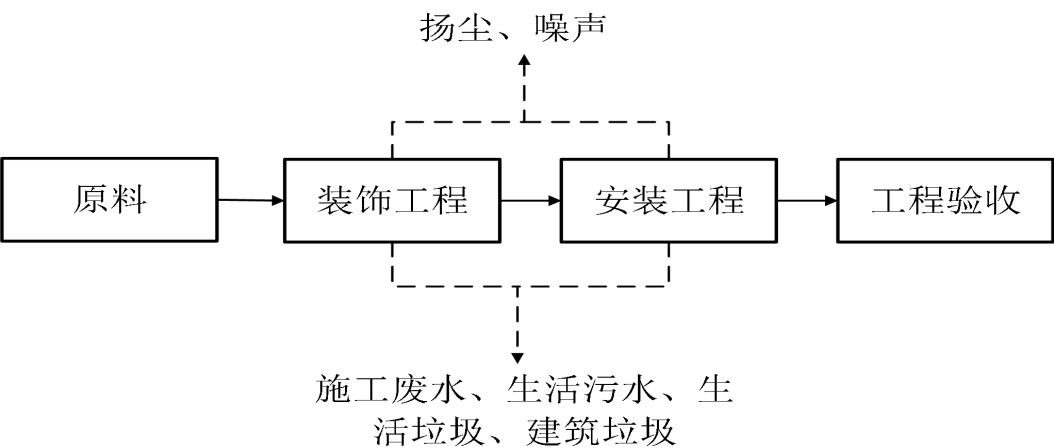 扬尘、噪声
原料
装饰工程
安装工程
工程验收
施工废水、生活污水、生
活垃圾、建筑垃圾